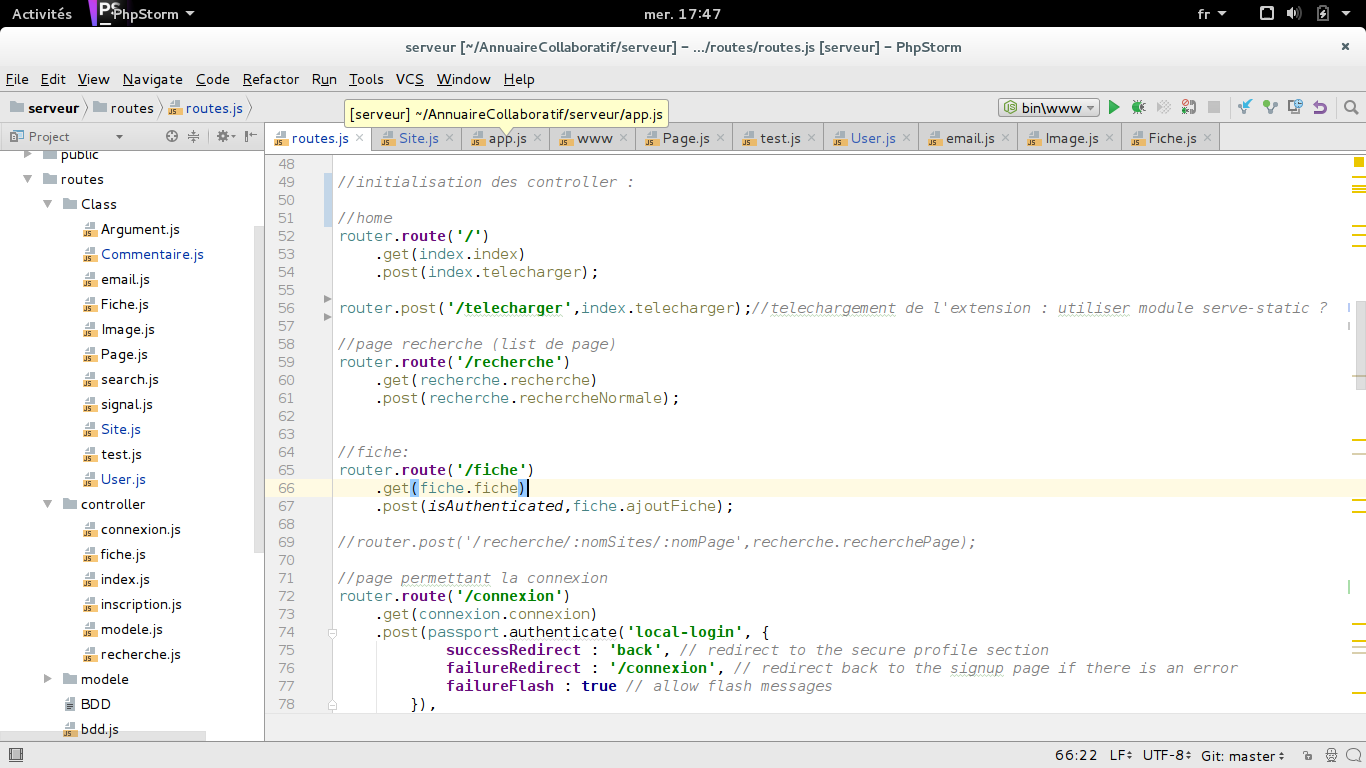 Activités
PhpStorm
mer. 17:47
fr
serveur [~/AnnuaireCollaboratif/serveur] – .../routes/routes.js [serveur] – PhpStorm
File Edit View Navigate Code Refactor Run Tools VCS Window Help
serveur routes routes.js
[serveur] ~/AnnuaireCollaboratif/serveur/app.js
bin\www
Project
routes.js Site.js app.js www Page.js test.js User.js email.js Image.js Fiche.js
public
routes
Class
Argument.js
Commentaire.js
email.js
Fiche.js
Image.js
Page.js
search.js
signal.js
Site.js
test.js
User.js
controller
connexion.js
fiche.js
index.js
inscription.js
modele.js
recherche.js
modele
BDD
bdd.js
48
49 //initialisation des controller :
50
51 //home
52 router.route('/')
53 .get(index.index)
54 .post(index.telecharger);
55
56 router.post('/telecharger',index.telecharger);//telechargement de l'extension : utiliser module serve-static ?
57
58 //page recherche (list de page)
59 router.route('/recherche')
60 .get(recherche.recherche)
61 .post(recherche.rechercheNormale);
62
63
64 //fiche:
65 router.route('/fiche')
66 .get(fiche.fiche)
67 .post(isAuthenticated,fiche.ajoutFiche);
68
69 //router.post('/recherche/:nomSites/:nomPage',recherche.recherchePage);
70
71 //page permettant la connexion
72 router.route('/connexion')
73 .get(connexion.connexion)
74 .post(passport.authenticate('local-login', {
75 successRedirect : 'back', // redirect to the secure profile section
76 failureRedirect : '/connexion', // redirect back to the signup page if there is an error
77 failureFlash : true // allow flash messages
78 }),
66:22 LF UTF-8 Git: master